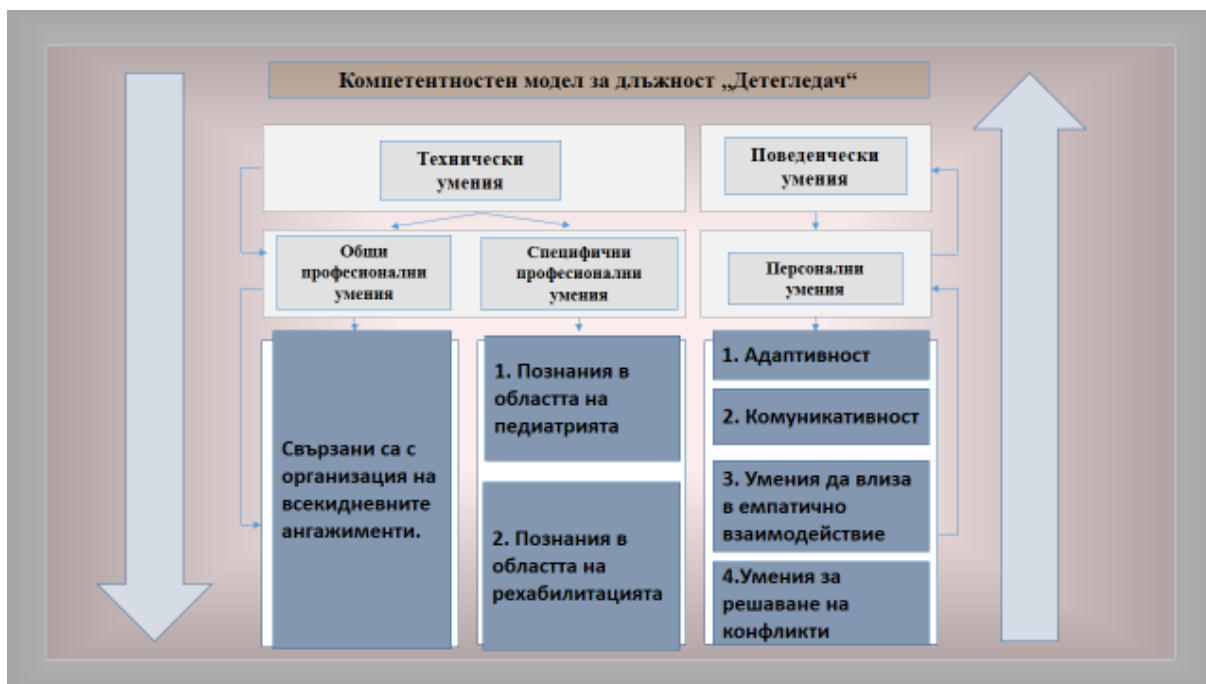 Компетентностен модел за длъжност „Детегледач“
Технически
умения
Поведенчески
умения
Общи
професионални
умения
Специфични
професионални
умения
Персонални
умения
Свързани са с
организация на
всекидневните
ангажименти.
1. Познания в
областта на
педиатрията
2. Познания в
областта на
рехабилитацията
1. Адаптивност
2. Комуникативност
3. Умения да влиза
в емпатично
взаимодействие
4.Умения за
решаване на
конфликти